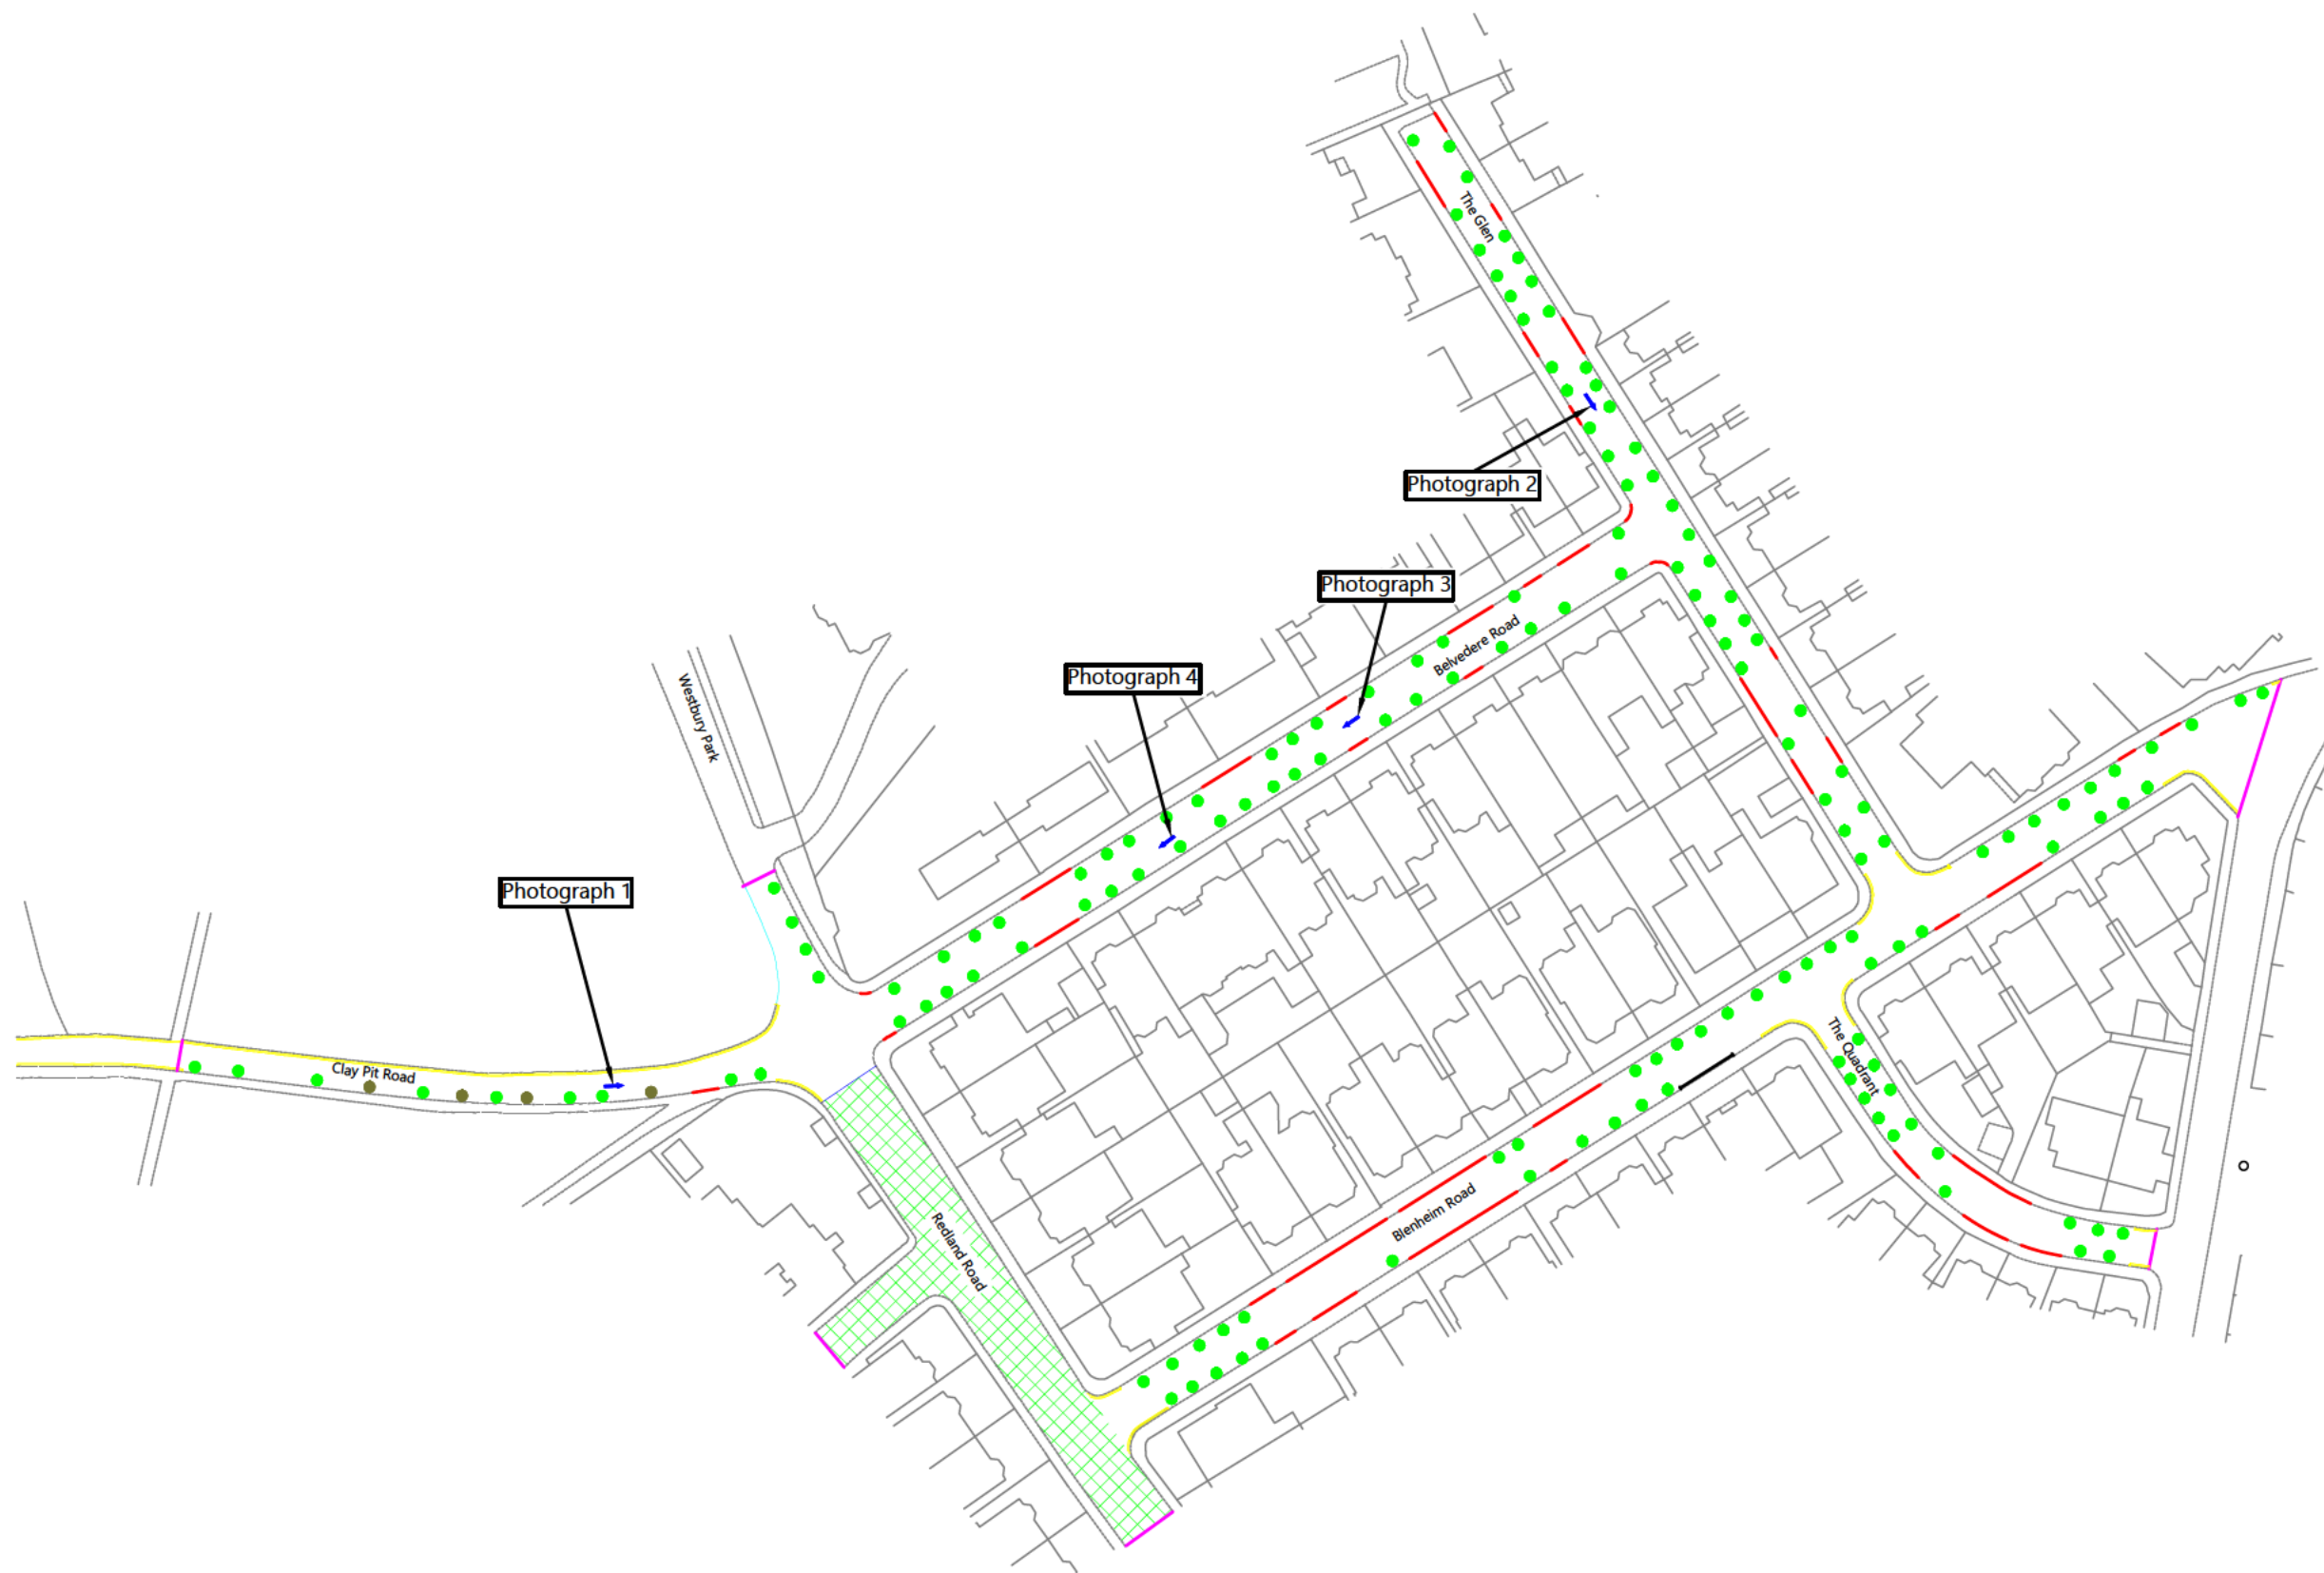 The Glen
Photograph 2
Photograph 3
Belvedere Road
Photograph 4
Westbury Park
Photograph 1
Clay Pit Road
The Quadrant
Blenheim Road
Redland Road